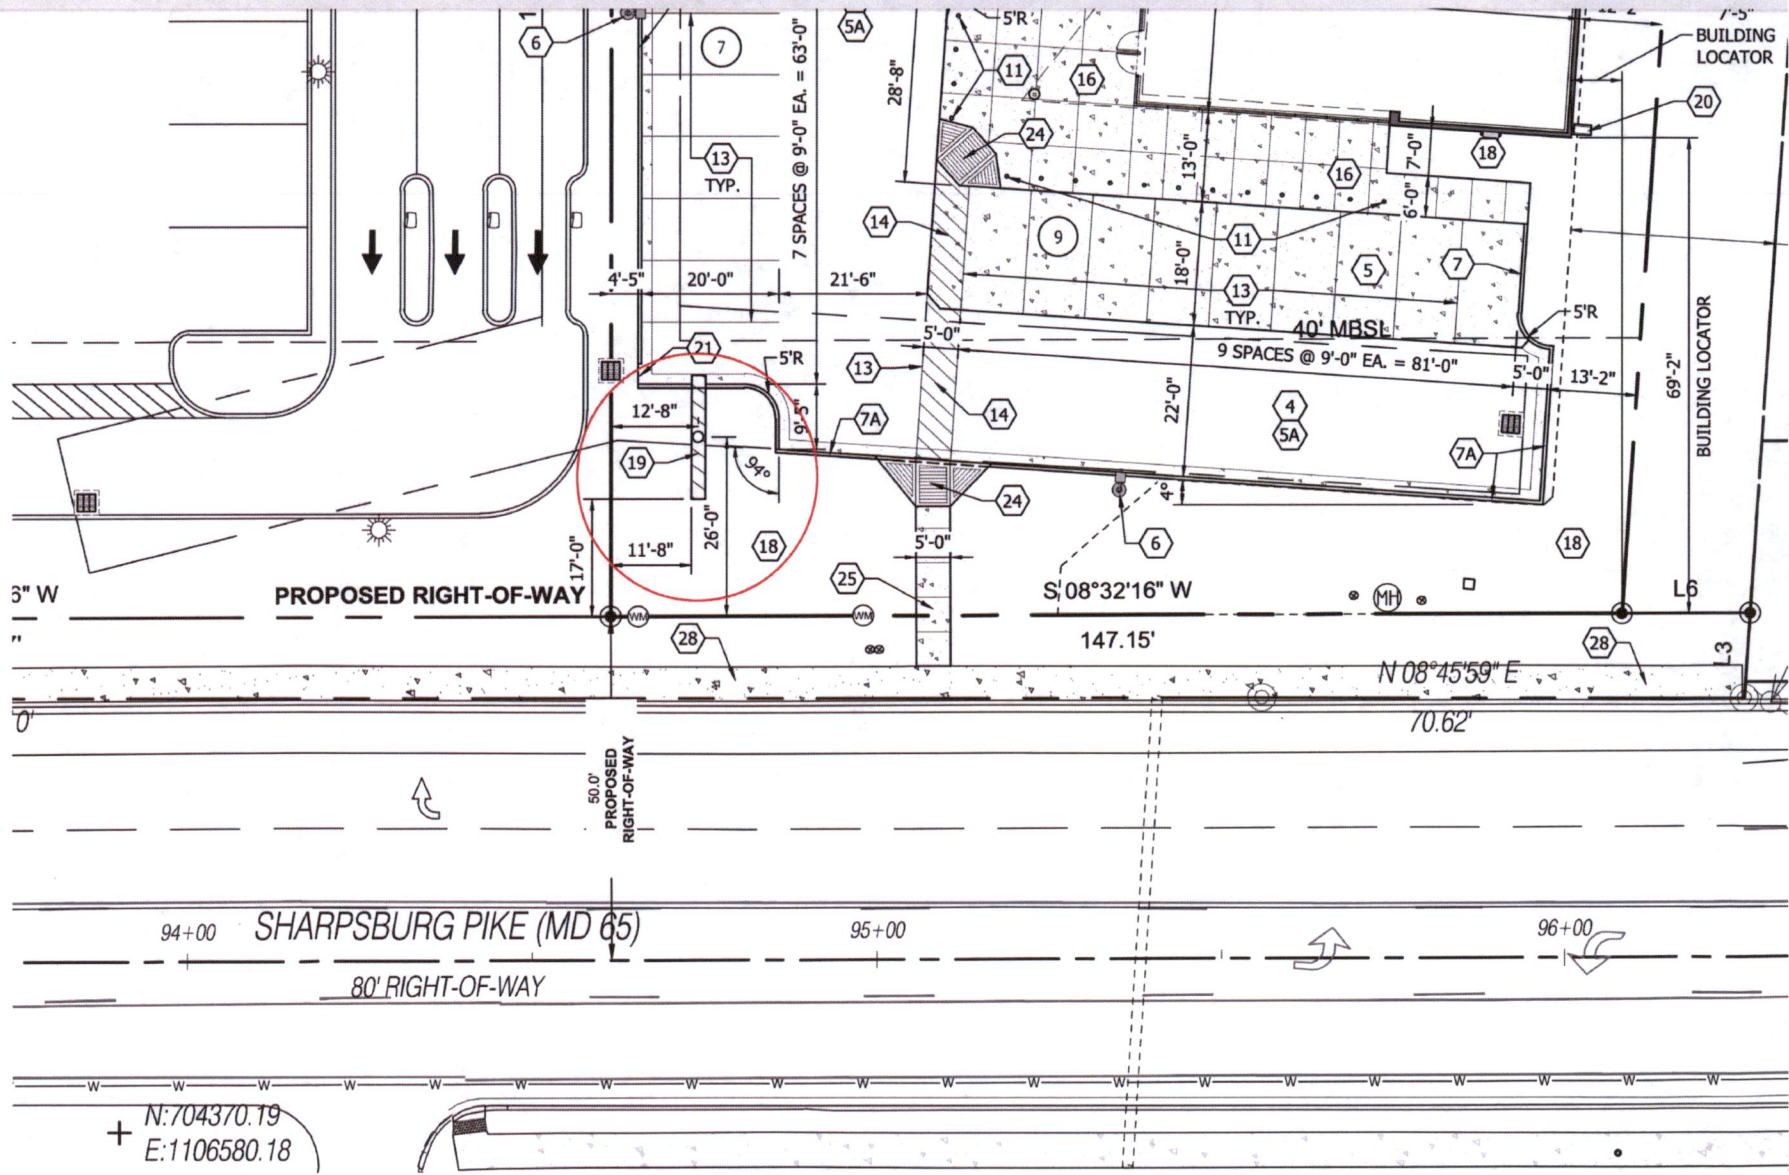 6
7
5A
5'R
7'-5"
BUILDING
LOCATOR
11
16
28'-8"
7 SPACES @ 9'-0" EA. = 63'-0"
20
24
13
TYP.
13'-0"
7'-0"
18
16
6'-0"
14
9
11
18'-0"
5
7
4'-5"
20'-0"
21'-6"
13
TYP.
5'R
40' MBSL
5'-0"
9 SPACES @ 9'-0" EA. = 81'-0"
5'-0"
13'-2"
69'-2"
BUILDING LOCATOR
21
5'R
13
22'-0"
4
5A
12'-8"
9'-5"
7A
14
7A
19
94°
24
4°
17'-0"
11'-8"
26'-0"
18
5'-0"
6
18
25
6" W
PROPOSED RIGHT-OF-WAY
S 08°32'16" W
MH
L6
WM
WM
28
147.15'
28
L3
N 08°45'59" E
0'
70.62'
50.0'
PROPOSED
RIGHT-OF-WAY
94+00
SHARPSBURG PIKE (MD 65)
95+00
96+00
80' RIGHT-OF-WAY
W W W W W W W W W W W W W W W W W W W W
N:704370.19
E:1106580.18